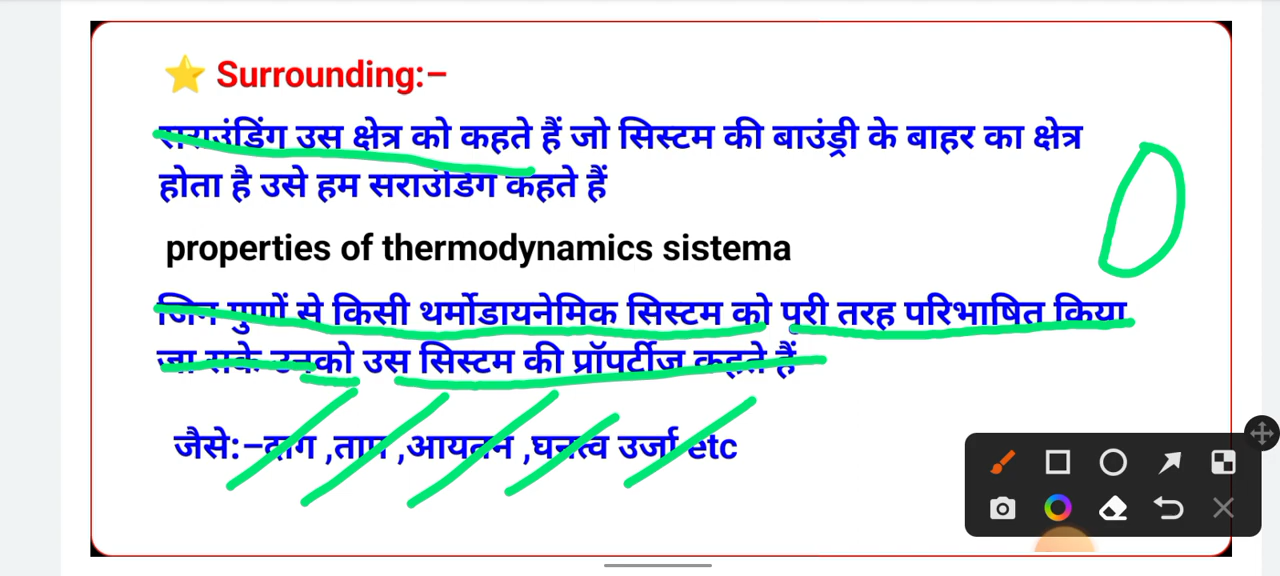 Surrounding:–
सराउंडिंग उस क्षेत्र को कहते हैं जो सिस्टम की बाउंड्री के बाहर का क्षेत्र
होता है उसे हम सराउंडिंग कहते हैं
properties of thermodynamics sistema
जिन गुणों से किसी थर्मोडायनेमिक सिस्टम को पूरी तरह परिभाषित किया
जा सके उनको उस सिस्टम की प्रॉपर्टीज कहते हैं
जैसे:–दाग ,ताप ,आयतन ,घनत्व उर्जा etc